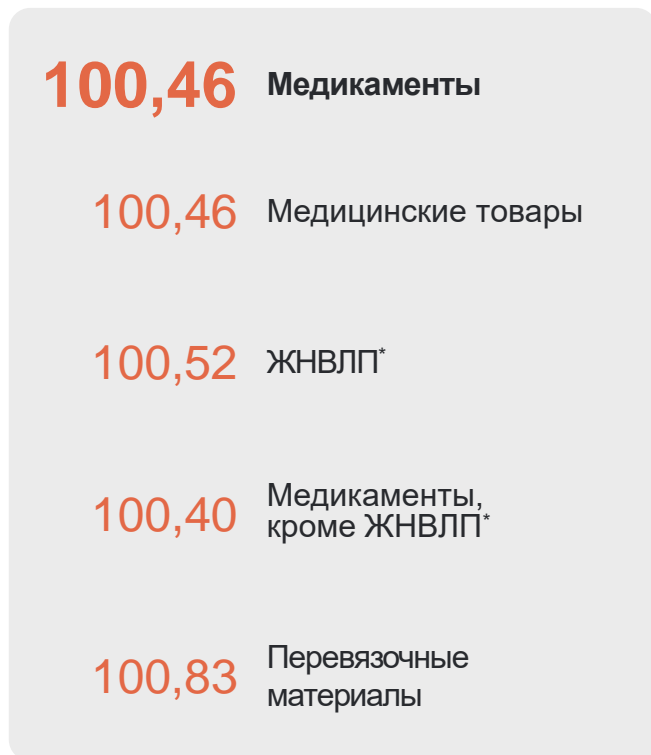 100,46 Медикаменты
100,46 Медицинские товары
100,52 ЖНВЛП*
100,40 Медикаменты,
кроме ЖНВЛП*
100,83 Перевязочные
материалы